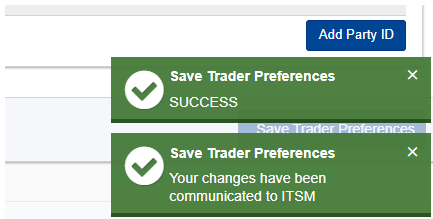 Add Party ID
Save Trader Preferences
×
SUCCESS
Save Trader Preferences
Save Trader Preferences
×
Your changes have been
communicated to ITSM